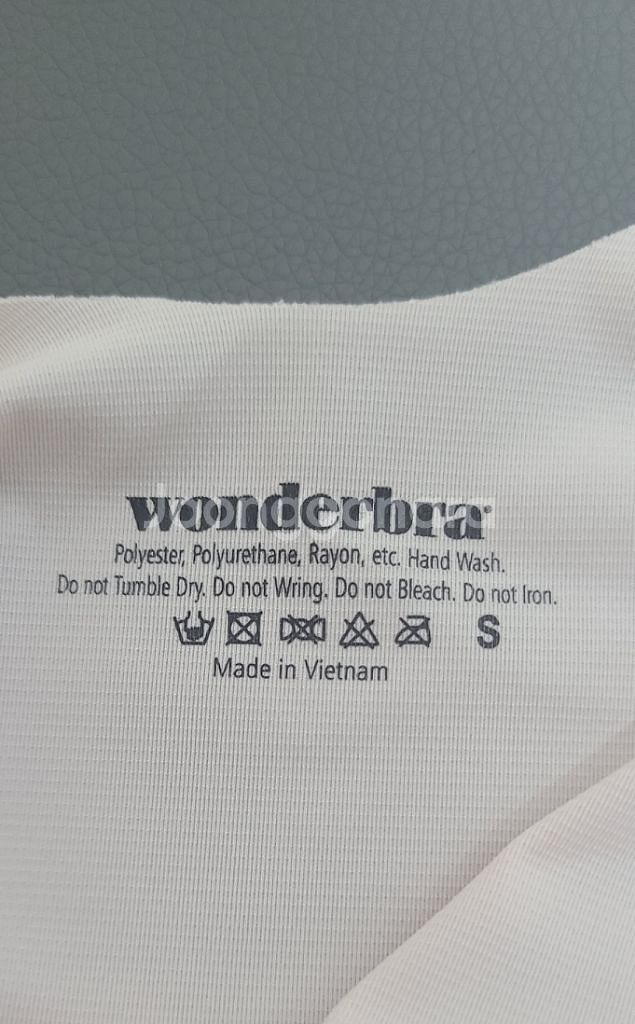 wonderbra
Polyester, Polyurethane, Rayon, etc. Hand Wash.
Do not Tumble Dry. Do not Wring. Do not Bleach. Do not Iron.
S
Made in Vietnam